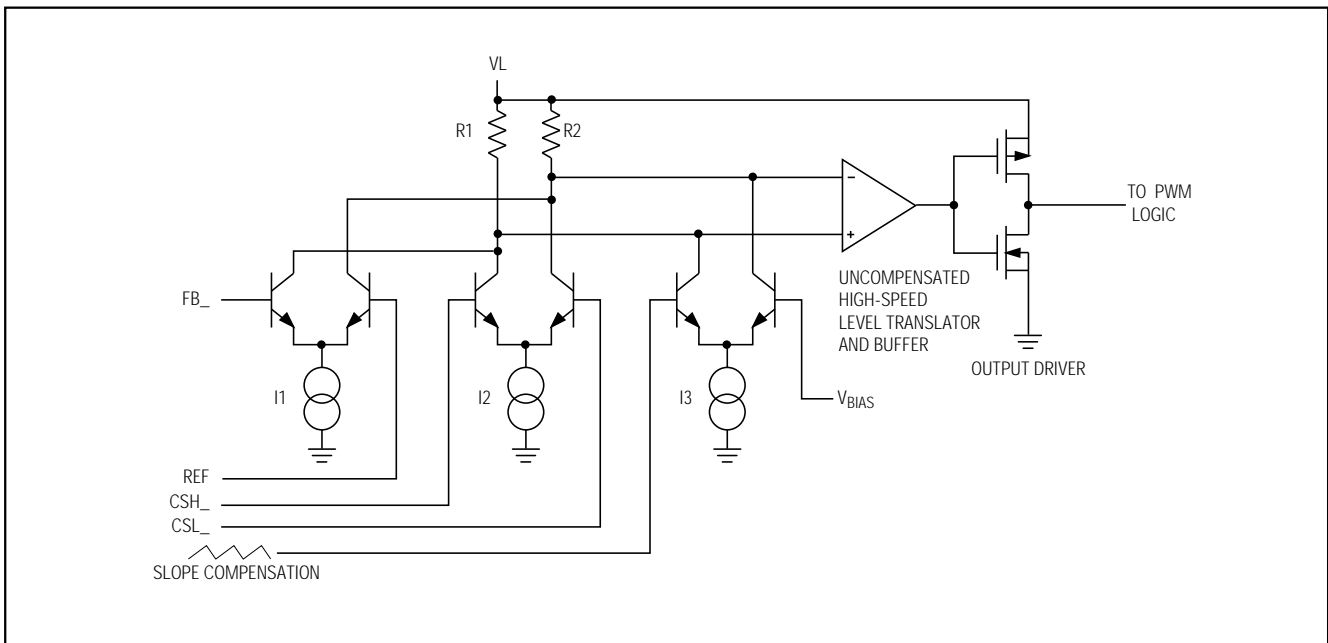 VL
R1
R2
−
+
TO PWM
LOGIC
FB_
UNCOMPENSATED
HIGH-SPEED
LEVEL TRANSLATOR
AND BUFFER
OUTPUT DRIVER
I1
I2
I3
VBIAS
REF
CSH_
CSL_
SLOPE COMPENSATION